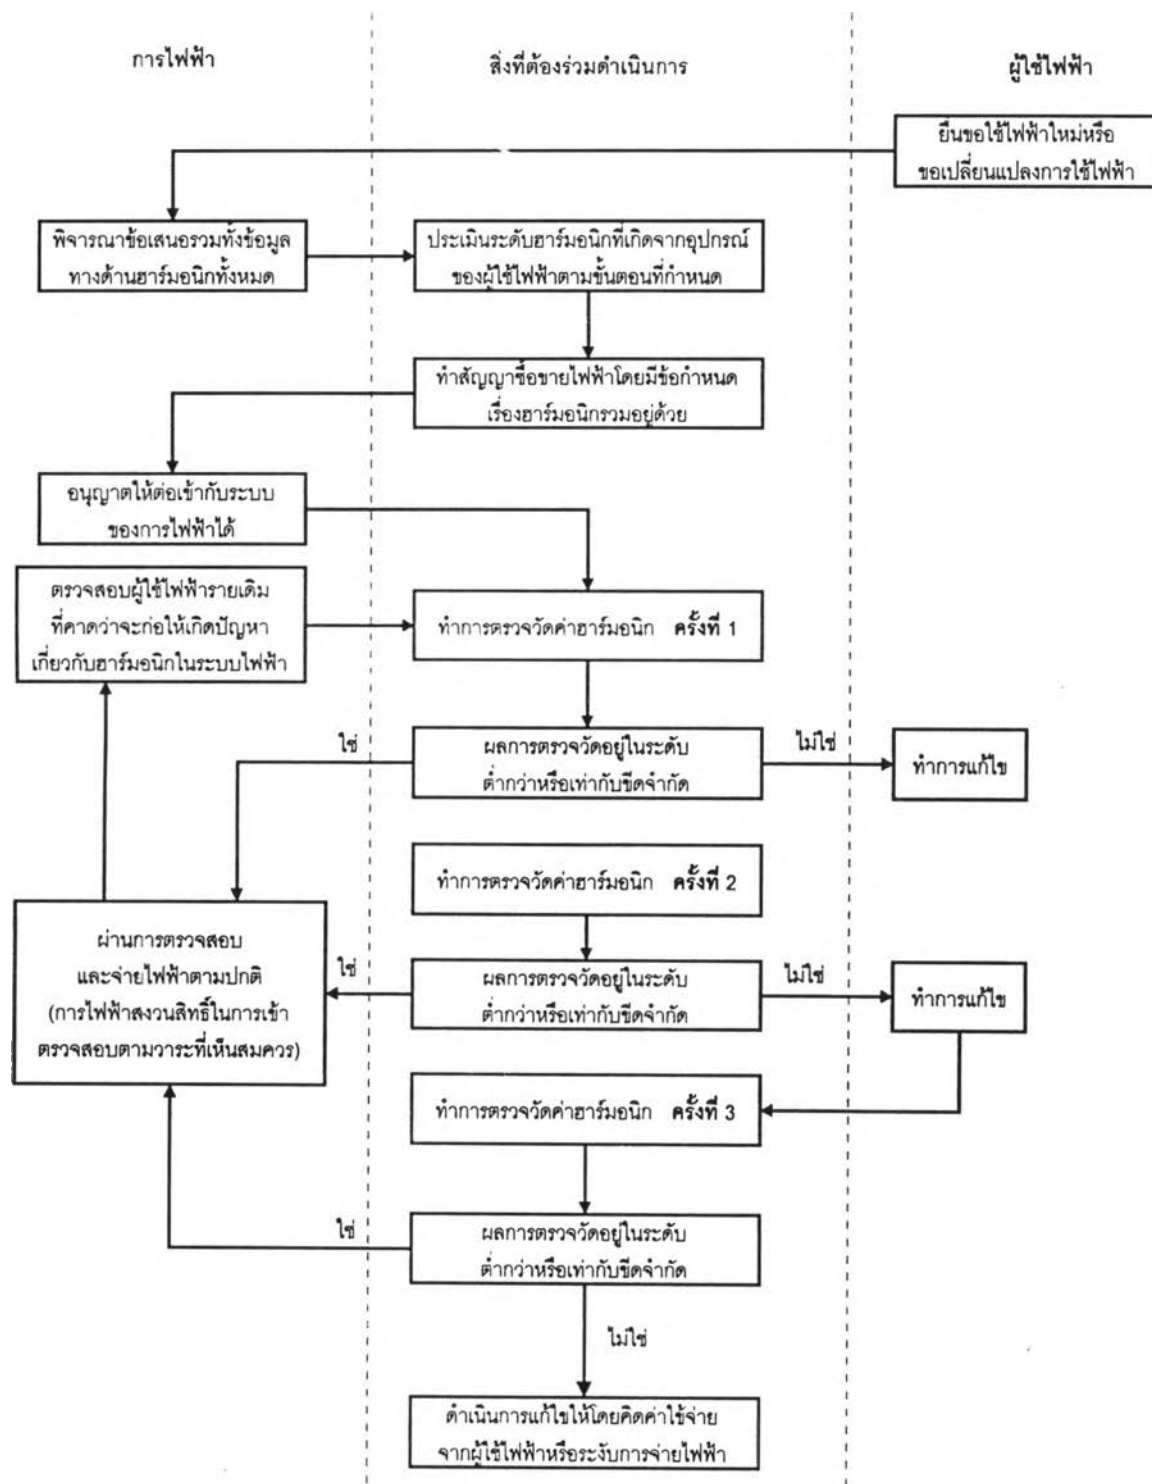 การไฟฟ้า
สิ่งที่ต้องร่วมดำเนินการ
ผู้ใช้ไฟฟ้า
ยื่นขอใช้ไฟฟ้าใหม่หรือ
ขอเปลี่ยนแปลงการใช้ไฟฟ้า
พิจารณาข้อเสนอรวมทั้งข้อมูล
ทางด้านฮาร์มอนิกทั้งหมด
ประเมินระดับฮาร์มอนิกที่เกิดจากอุปกรณ์
ของผู้ใช้ไฟฟ้าตามขั้นตอนที่กำหนด
ทำสัญญาซื้อขายไฟฟ้าโดยมีข้อกำหนด
เรื่องฮาร์มอนิกรวมอยู่ด้วย
อนุญาตให้ต่อเข้ากับระบบ
ของการไฟฟ้าได้
ตรวจสอบผู้ใช้ไฟฟ้ารายเดิม
ที่คาดว่าจะก่อให้เกิดปัญหา
เกี่ยวกับฮาร์มอนิกในระบบไฟฟ้า
ทำการตรวจวัดค่าฮาร์มอนิก ครั้งที่ 1
ใช่
ผลการตรวจวัดอยู่ในระดับ
ต่ำกว่าหรือเท่ากับขีดจำกัด
ไม่ใช่
ทำการแก้ไข
ทำการตรวจวัดค่าฮาร์มอนิก ครั้งที่ 2
ผ่านการตรวจสอบ
และจ่ายไฟฟ้าตามปกติ
(การไฟฟ้าสงวนสิทธิ์ในการเข้า
ตรวจสอบตามวาระที่เห็นสมควร)
ใช่
ผลการตรวจวัดอยู่ในระดับ
ต่ำกว่าหรือเท่ากับขีดจำกัด
ไม่ใช่
ทำการแก้ไข
ทำการตรวจวัดค่าฮาร์มอนิก ครั้งที่ 3
ใช่
ผลการตรวจวัดอยู่ในระดับ
ต่ำกว่าหรือเท่ากับขีดจำกัด
ไม่ใช่
ดำเนินการแก้ไขให้โดยคิดค่าใช้จ่าย
จากผู้ใช้ไฟฟ้าหรือระงับการจ่ายไฟฟ้า